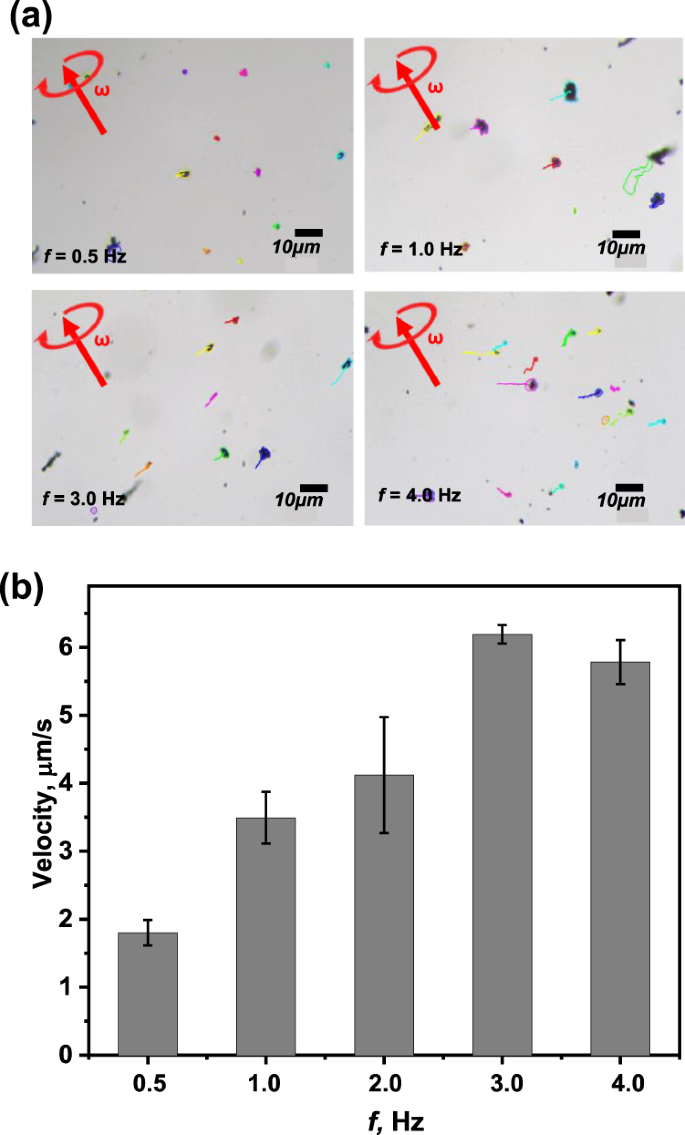 (a)
ω
10µm
f = 0.5 Hz
ω
10µm
f = 1.0 Hz
ω
10µm
f = 3.0 Hz
ω
10µm
f = 4.0 Hz
(b)
Velocity, µm/s
6
5
4
3
2
1
0
0.5 1.0 2.0 3.0 4.0
f, Hz